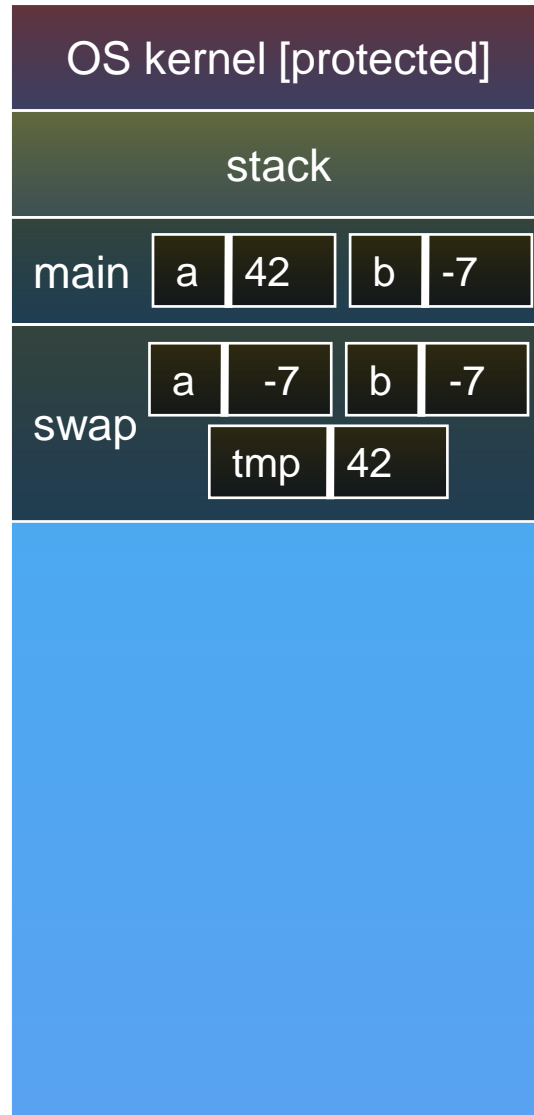 OS kernel [protected]
stack
main a 42 b -7
a -7 b -7
swap
tmp 42